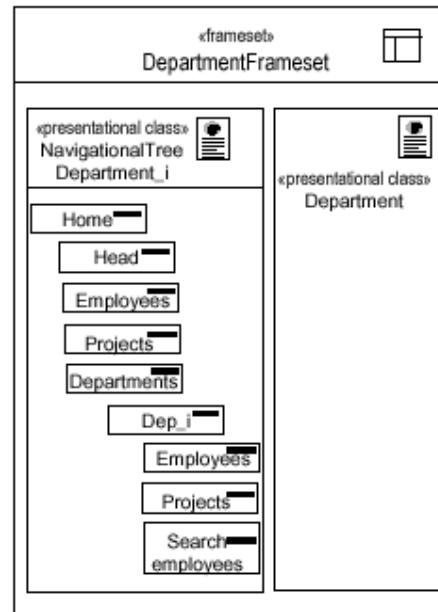 «frameset»
DepartmentFrameset
«presentational class»
NavigationalTree
Department_i
Home
Head
Employees
Projects
Departments
Dep_i
Employees
Projects
Search
employees
«presentational class»
Department